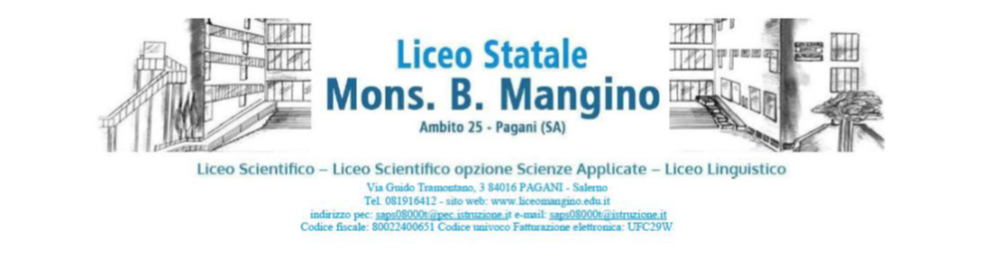 Liceo Statale
Mons. B. Mangino
Ambito 25 - Pagani (SA)
Liceo Scientifico – Liceo Scientifico opzione Scienze Applicate – Liceo Linguistico
Via Guido Tramontano, 3 84016 PAGANI - Salerno
Tel. 081916412 - sito web: www.liceomangino.edu.it
indirizzo pec: saps08000t@pec.istruzione.it e-mail: saps08000t@istruzione.it
Codice fiscale: 80022400651 Codice univoco Fatturazione elettronica: UFC29W